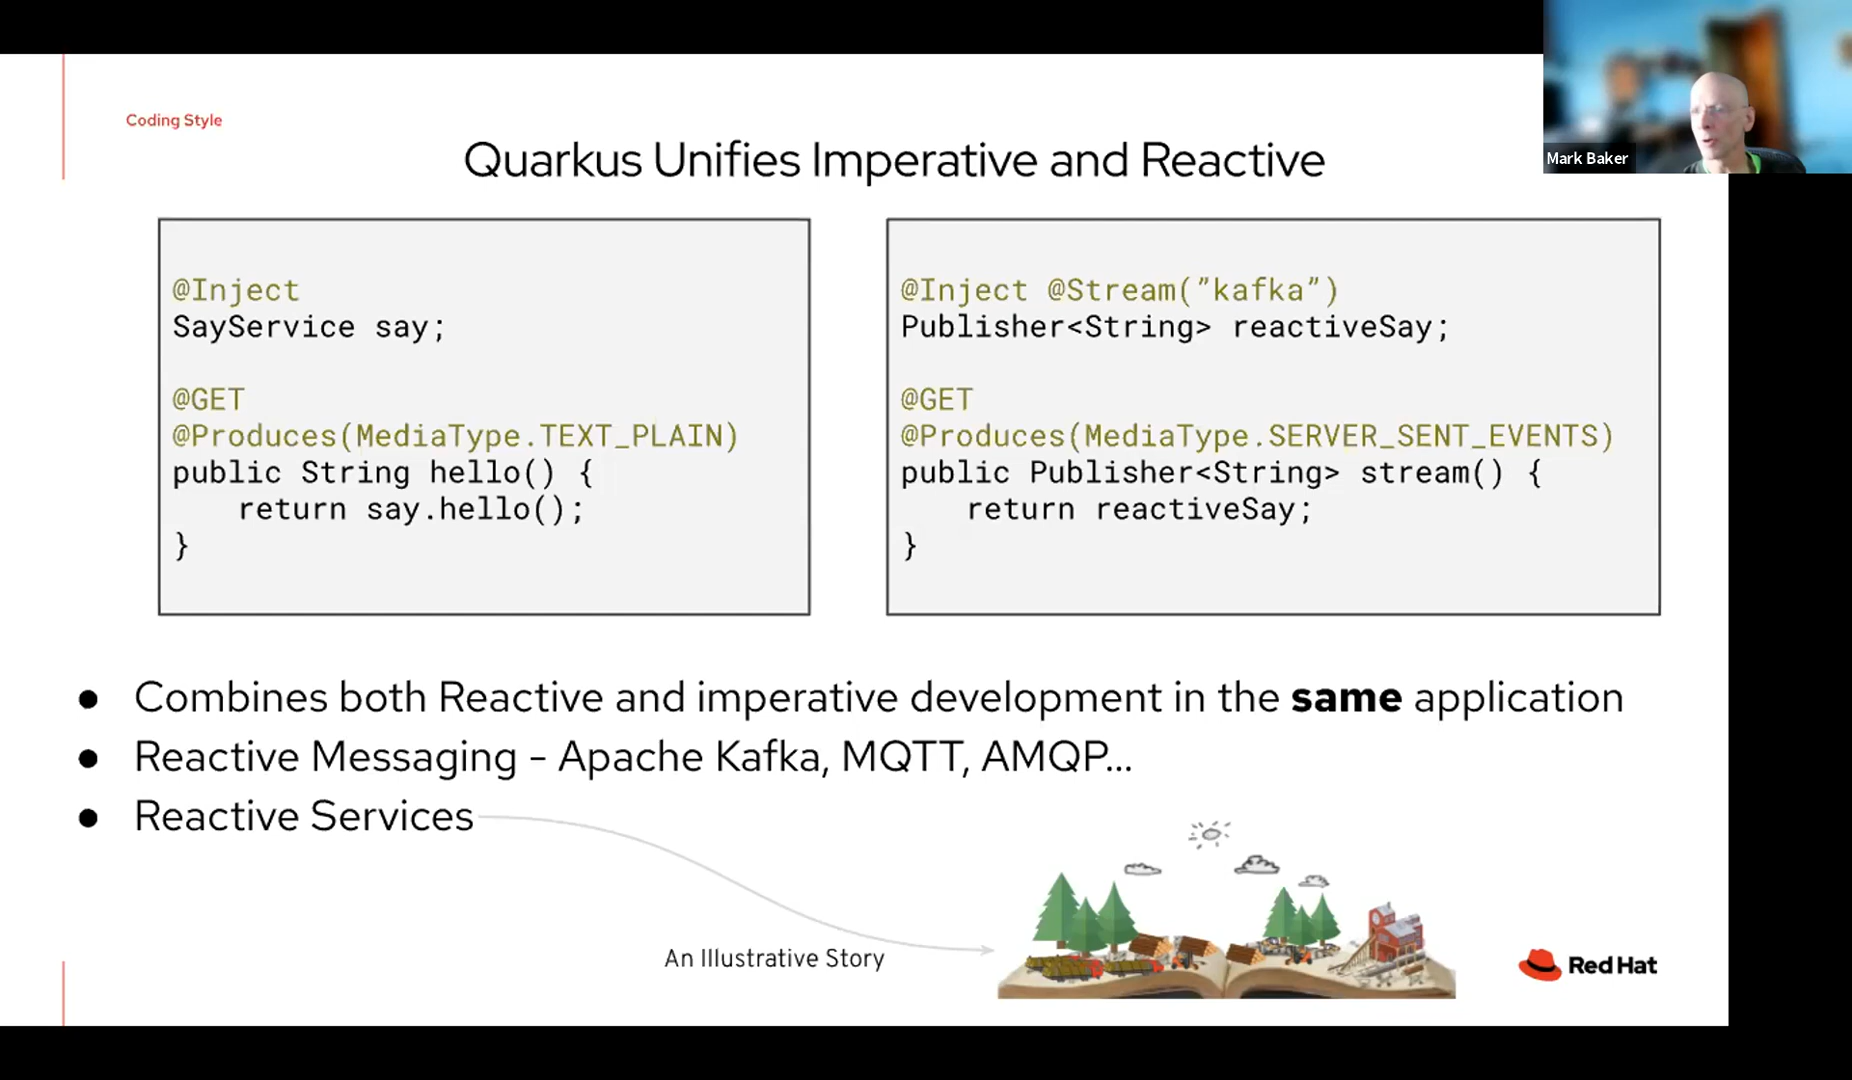 Mark Baker
Coding Style
Quarkus Unifies Imperative and Reactive
@Inject
SayService say;
@GET
@Produces(MediaType.TEXT_PLAIN)
public String hello() {
return say.hello();
}
@Inject @Stream(”kafka”)
Publisher<String> reactiveSay;
@GET
@Produces(MediaType.SERVER_SENT_EVENTS)
public Publisher<String> stream() {
return reactiveSay;
}
● Combines both Reactive and imperative development in the same application
● Reactive Messaging - Apache Kafka, MQTT, AMQP...
● Reactive Services
An Illustrative Story
Red Hat